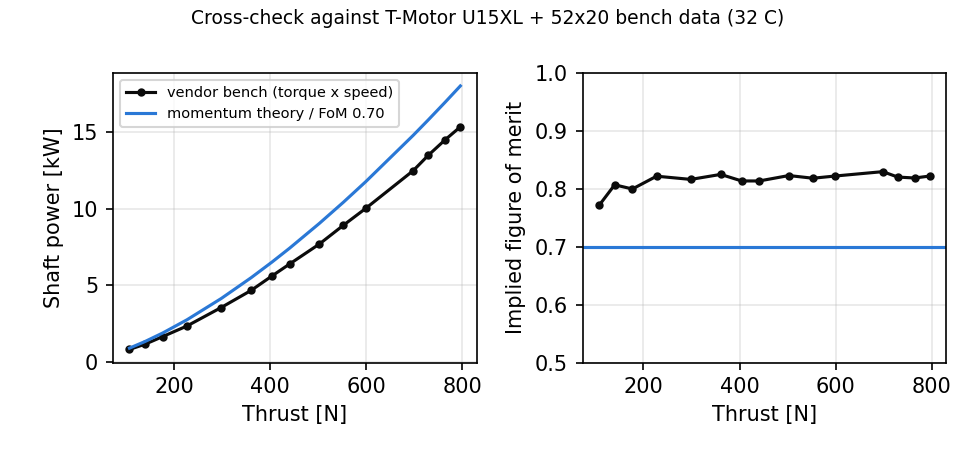 Cross-check against T-Motor U15XL + 52x20 bench data (32 C)
vendor bench (torque x speed)
momentum theory / FoM 0.70
Shaft power [kW]
15
10
5
0
200
400
600
800
Thrust [N]
Implied figure of merit
1.0
0.9
0.8
0.7
0.6
0.5
200
400
600
800
Thrust [N]